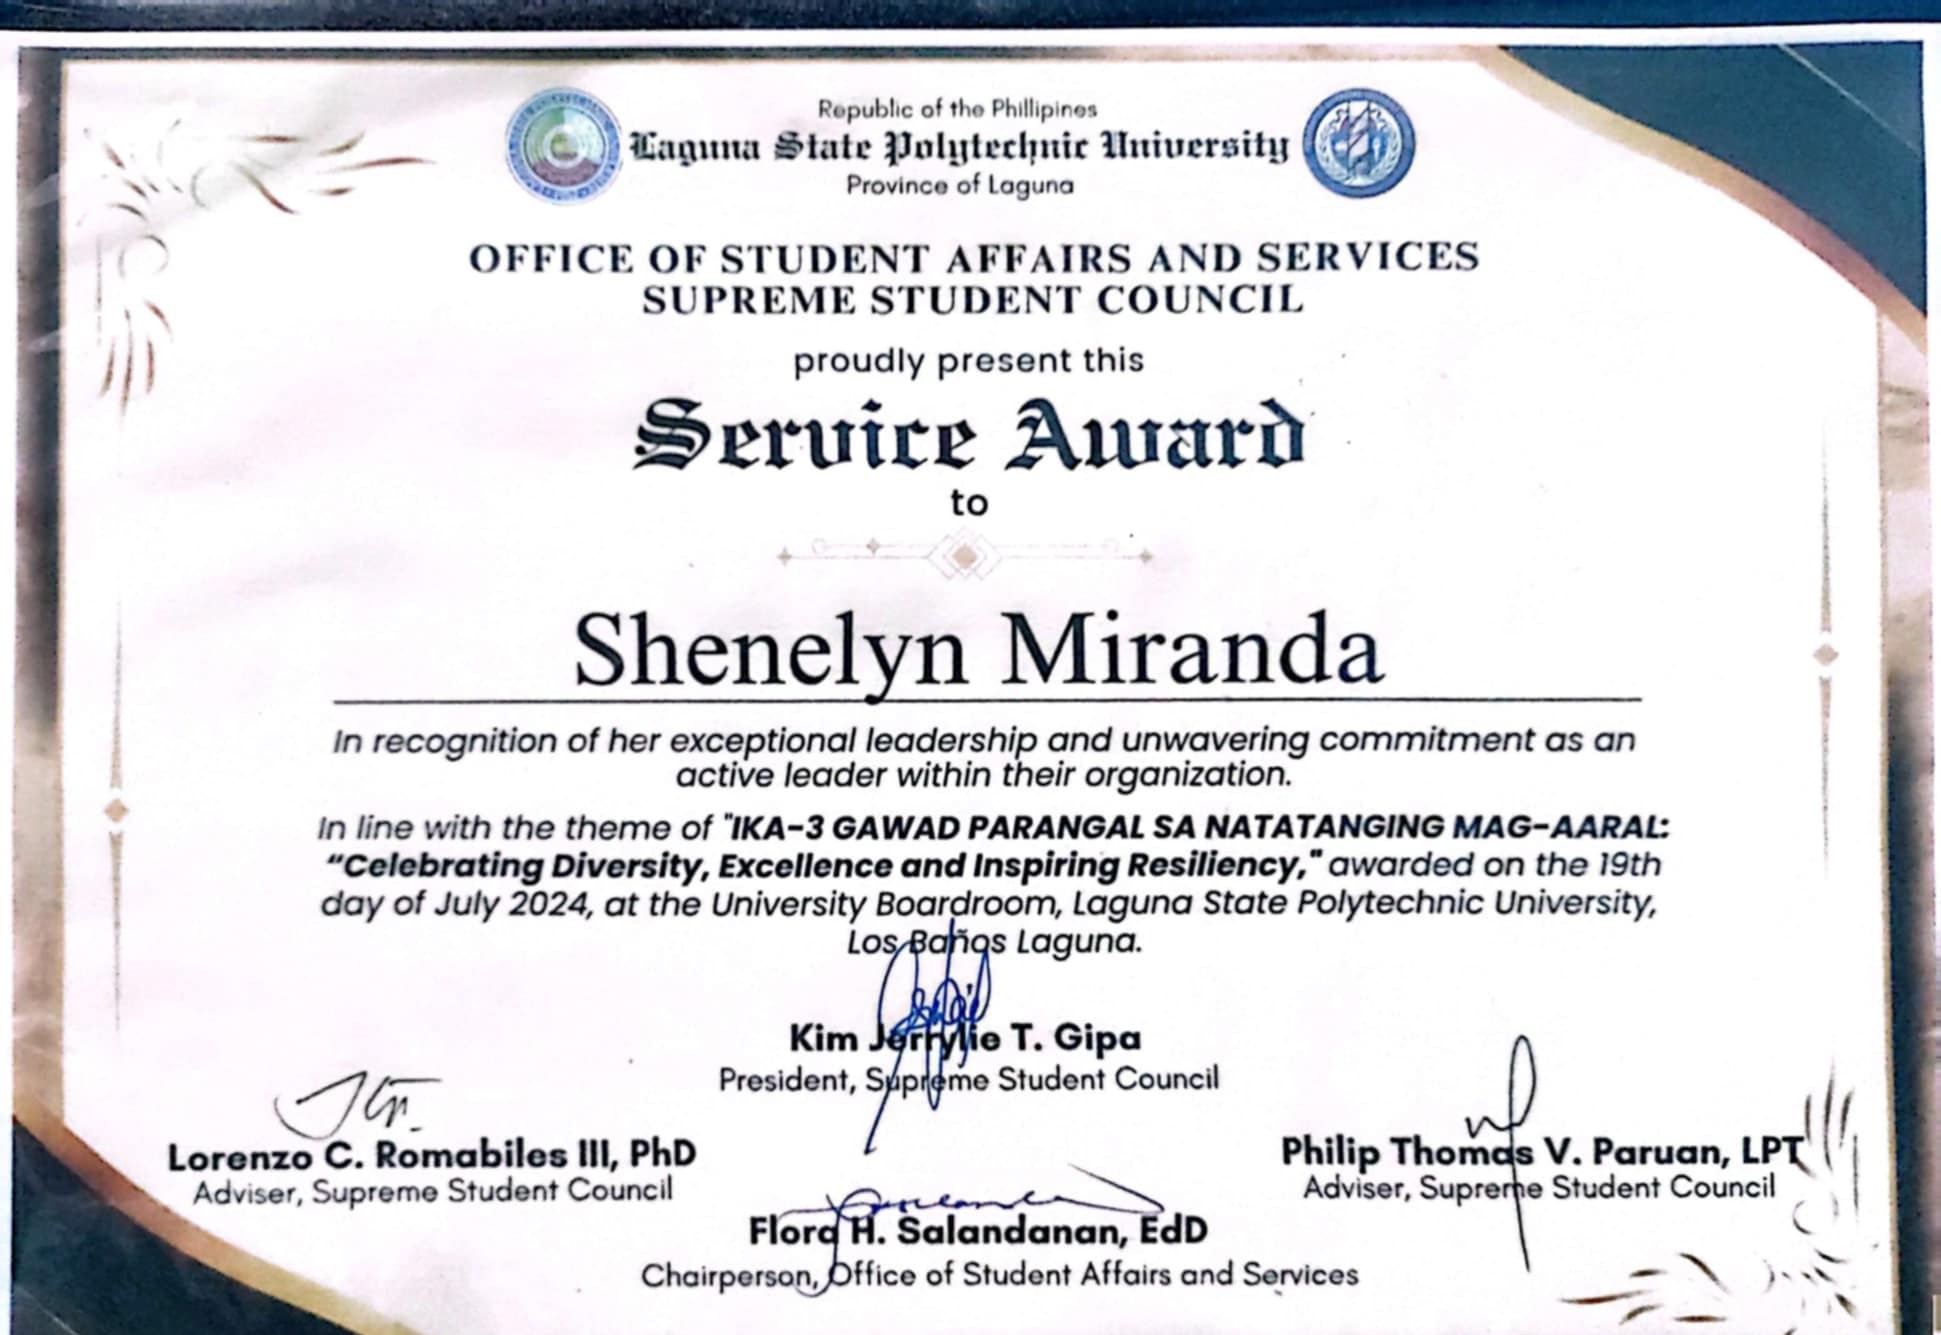 Republic of the Phillipines
Laguna State Polytechnic University
Province of Laguna
OFFICE OF STUDENT AFFAIRS AND SERVICES
SUPREME STUDENT COUNCIL
proudly present this
Service Award
to
Shenelyn Miranda
In recognition of her exceptional leadership and unwavering commitment as an
active leader within their organization.
In line with the theme of "IKA-3 GAWAD PARANGAL SA NATATANGING MAG-AARAL:
“Celebrating Diversity, Excellence and Inspiring Resiliency," awarded on the 19th
day of July 2024, at the University Boardroom, Laguna State Polytechnic University,
Los Baños Laguna.
Kim Jerrylie T. Gipa
President, Supreme Student Council
Lorenzo C. Romabiles III, PhD
Adviser, Supreme Student Council
Philip Thomas V. Paruan, LPT
Adviser, Supreme Student Council
Flora H. Salandanan, EdD
Chairperson, Office of Student Affairs and Services